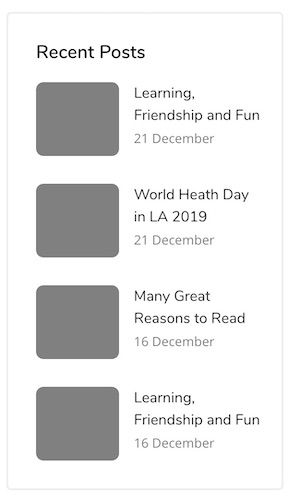 Recent Posts
Learning,
Friendship and Fun
21 December
World Heath Day
in LA 2019
21 December
Many Great
Reasons to Read
16 December
Learning,
Friendship and Fun
16 December